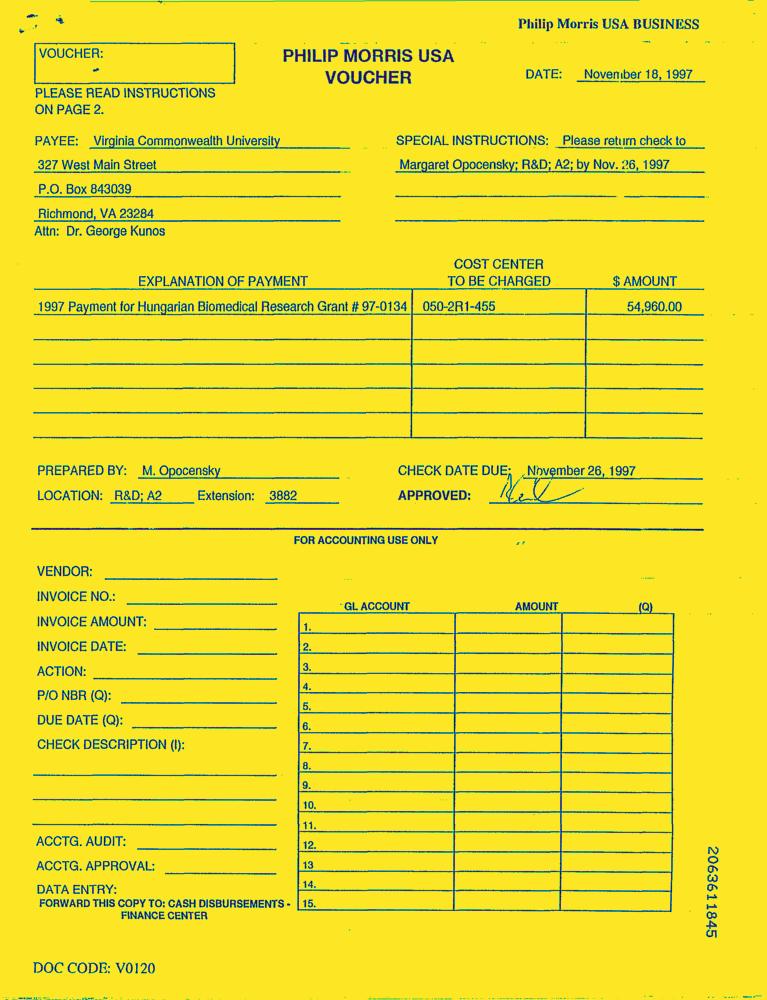 Philip Morris USA BUSINESS
VOUCHER:
PHILIP MORRIS USA
VOUCHER
DATE: November 18, 1997
PLEASE READ INSTRUCTIONS
ON PAGE 2.
PAYEE: Virginia Commonwealth University
327 West Main Street
P.O. Box 843039
Richmond, VA 23284
Attn: Dr. George Kunos
SPECIAL INSTRUCTIONS: Please return check to
Margaret Opocensky; R&D; A2; by Nov. 26, 1997
EXPLANATION OF PAYMENT
COST CENTER
TO BE CHARGED
$ AMOUNT
1997 Payment for Hungarian Biomedical Research Grant # 97-0134 050-2R1-455 54,960.00
PREPARED BY: M. Opocensky
LOCATION: R&D; A2 Extension: 3882
CHECK DATE DUE: November 26, 1997
APPROVED:
FOR ACCOUNTING USE ONLY
VENDOR:
INVOICE NO.:
INVOICE AMOUNT:
INVOICE DATE:
ACTION:
P/O NBR (Q):
DUE DATE (Q):
CHECK DESCRIPTION (I):
ACCTG. AUDIT:
ACCTG. APPROVAL:
DATA ENTRY:
FORWARD THIS COPY TO: CASH DISBURSEMENTS -
FINANCE CENTER
GL ACCOUNT AMOUNT (Q)
1.
2.
3.
4.
5.
6.
7.
8.
9.
10.
11.
12.
13
14.
15.
2063611845
DOC CODE: V0120